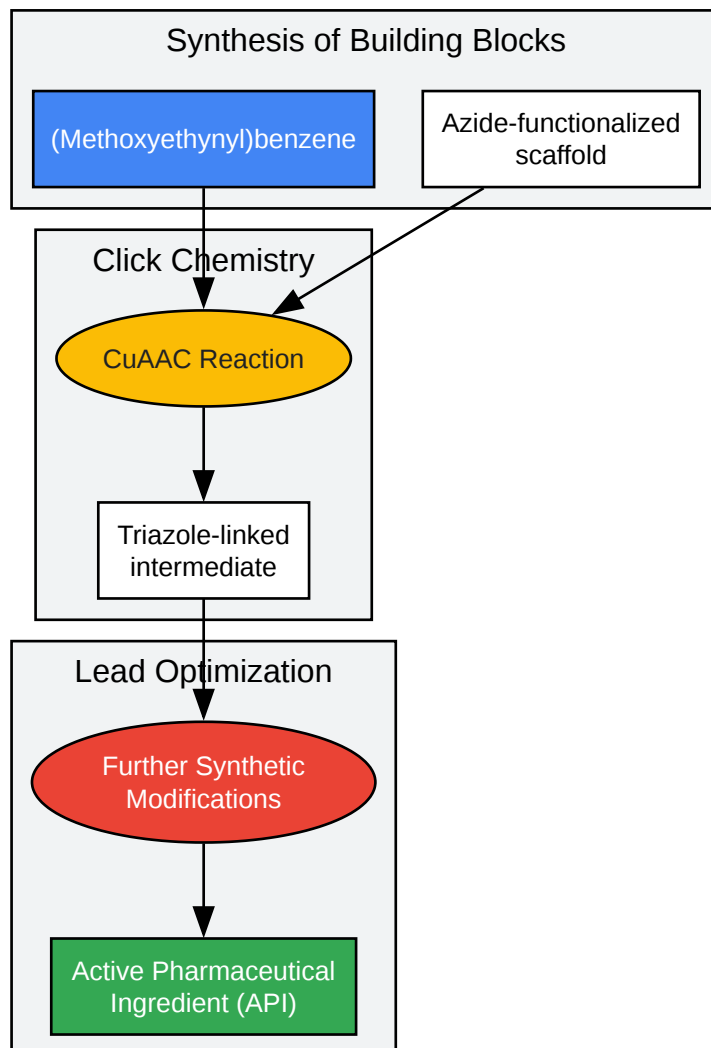 Synthesis of Building Blocks
(Methoxyethynyl)benzene
Azide-functionalized
scaffold
Click Chemistry
CuAAC Reaction
Triazole-linked
intermediate
Lead Optimization
Further Synthetic
Modifications
Active Pharmaceutical
Ingredient (API)